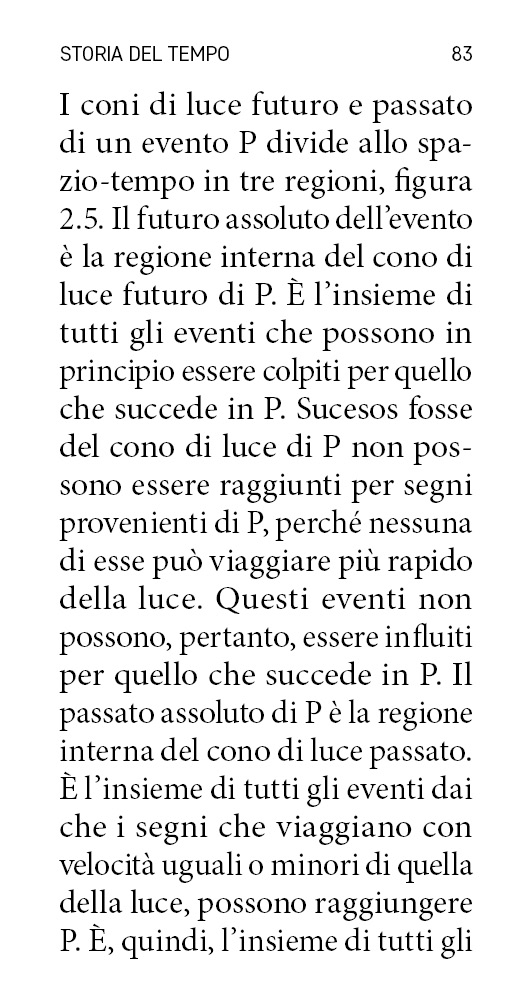 STORIA DEL TEMPO 83
I coni di luce futuro e passato
di un evento P divide allo spa-
zio-tempo in tre regioni, figura
2.5. Il futuro assoluto dell’evento
è la regione interna del cono di
luce futuro di P. È l’insieme di
tutti gli eventi che possono in
principio essere colpiti per quello
che succede in P. Sucesos fosse
del cono di luce di P non pos-
sono essere raggiunti per segni
provenienti di P, perché nessuna
di esse può viaggiare più rapido
della luce. Questi eventi non
possono, pertanto, essere influiti
per quello che succede in P. Il
passato assoluto di P è la regione
interna del cono di luce passato.
È l’insieme di tutti gli eventi dai
che i segni che viaggiano con
velocità uguali o minori di quella
della luce, possono raggiungere
P. È, quindi, l’insieme di tutti gli